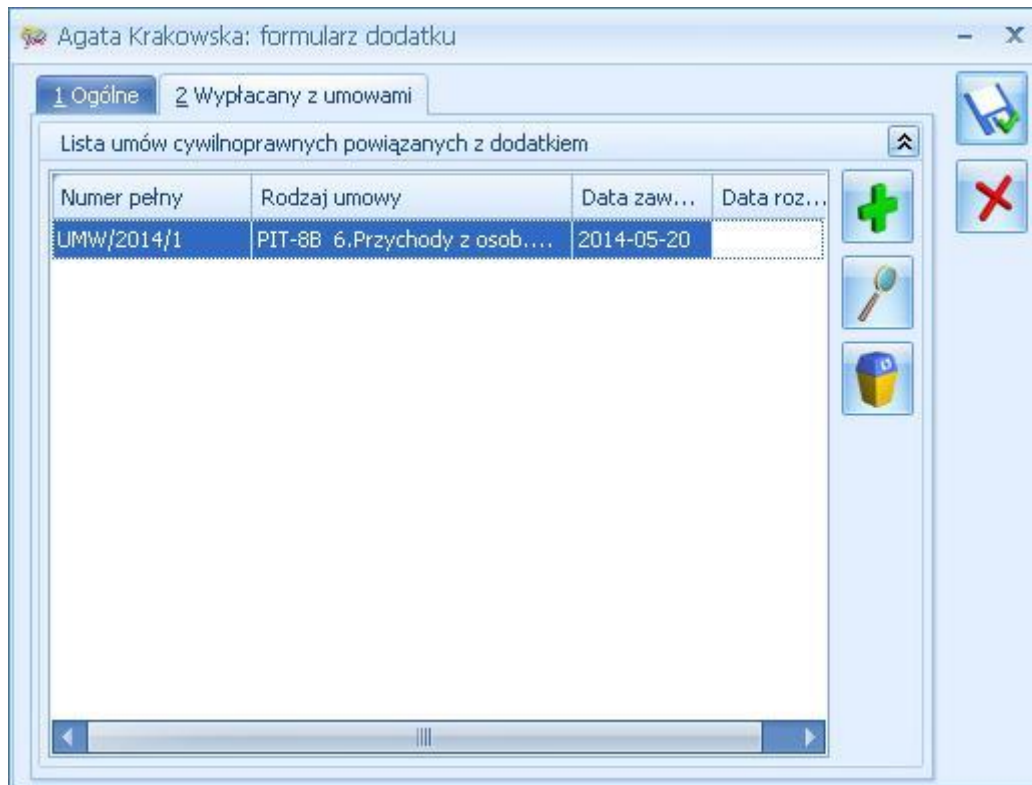 Agata Krakowska: formularz dodatku
1 Ogólne 2 Wypłacany z umowami
Lista umów cywilnoprawnych powiązanych z dodatkiem
Numer pełny Rodzaj umowy Data zaw... Data roz...
UMW/2014/1 PIT-8B 6.Przychody z osob.... 2014-05-20